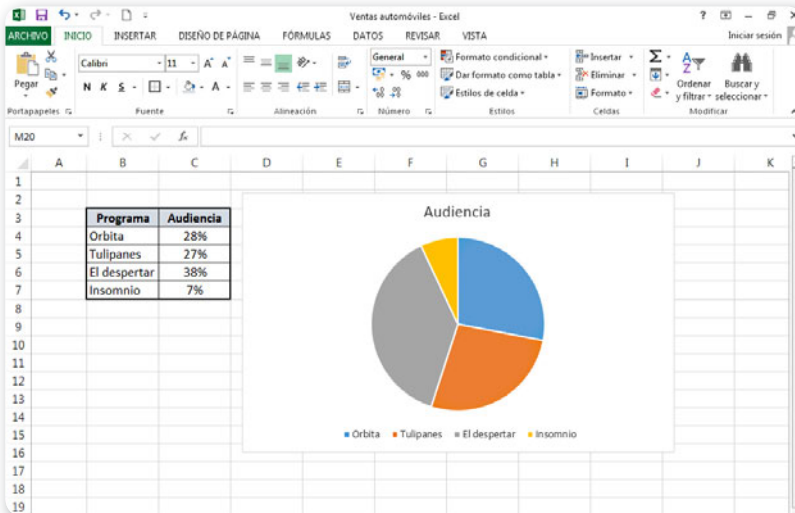 Ventas automóviles - Excel
ARCHIVO INICIO INSERTAR DISEÑO DE PÁGINA FÓRMULAS DATOS REVISAR VISTA Iniciar sesión
Calibri 11 A A General Formato condicional Insertar Σ
Pegar N K S A % 000 Dar formato como tabla Eliminar Ordenar y filtrar Buscar y seleccionar
Estilos de celda Formato
Portapapeles Fuente Alineación Número Estilos Celdas Modificar
M20 fx
A B C D E F G H I J K
1
2
3 Programa Audiencia
4 Orbita 28%
5 Tulipanes 27%
6 El despertar 38%
7 Insomnio 7%
8
9
10
11
12
13
14
15
16
17
18
19
Audiencia
Orbita Tulipanes El despertar Insomnio